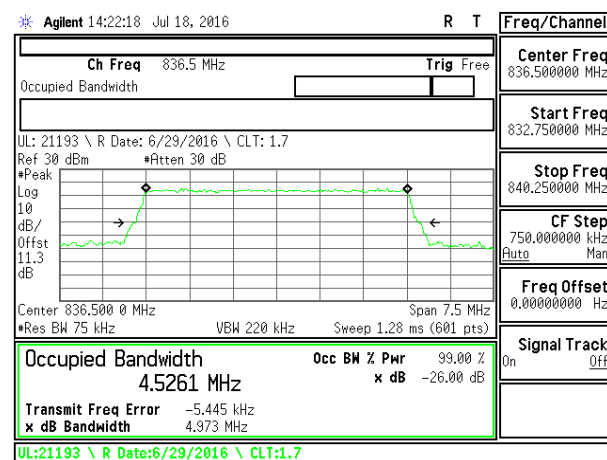 Agilent 14:22:18 Jul 18, 2016 R T Freq/Channel
Ch Freq 836.5 MHz Trig Free
Occupied Bandwidth
Center Freq
836.500000 MHz
Start Freq
832.750000 MHz
UL: 21193 \ R Date: 6/29/2016 \ CLT: 1.7
Ref 30 dBm #Atten 30 dB
Stop Freq
840.250000 MHz
#Peak
Log
10
dB/
Offst
11.3
dB
CF Step
750.000000 kHz
Auto Man
Freq Offset
0.00000000 Hz
Center 836.500 0 MHz Span 7.5 MHz
#Res BW 75 kHz VBW 220 kHz Sweep 1.28 ms (601 pts)
Signal Track
On Off
Occupied Bandwidth Occ BW % Pwr 99.00 %
4.5261 MHz x dB -26.00 dB
Transmit Freq Error -5.445 kHz
x dB Bandwidth 4.973 MHz
UL:21193 \ R Date:6/29/2016 \ CLT:1.7